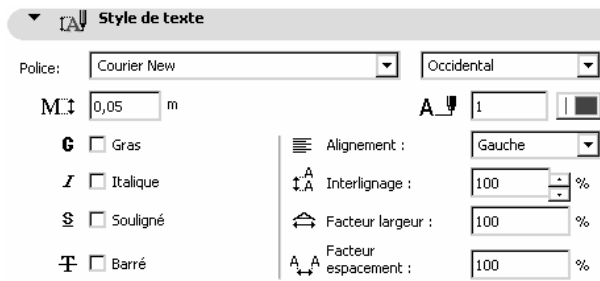 Style de texte
Police: Courier New Occidental
M 0,05 m A 1
G Gras Alignement : Gauche
I Italique Interlignage : 100 %
S Souligné Facteur largeur : 100 %
T Barré Facteur espacement : 100 %